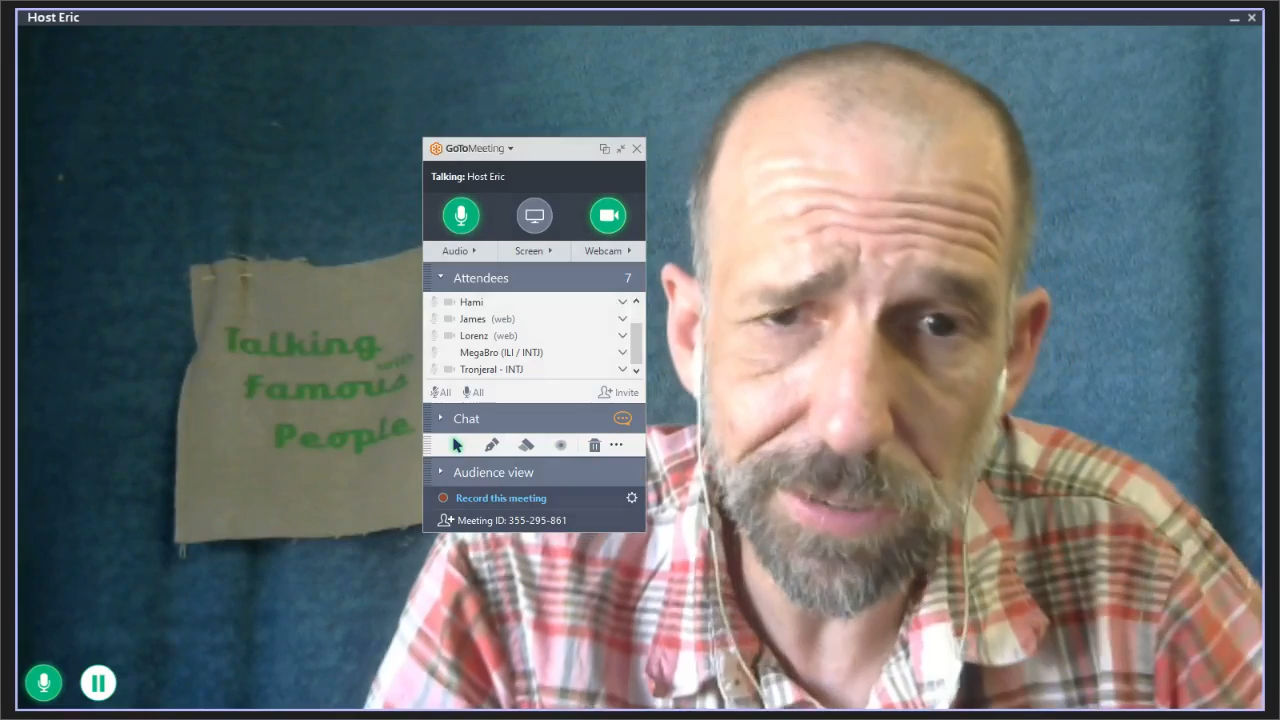 Host Eric
GoToMeeting
Talking: Host Eric
Audio
Screen
Webcam
Attendees 7
Hami
James (web)
Lorenz (web)
MegaBro (ILI / INTJ)
Tronjeral - INTJ
All All Invite
Chat
Audience view
Record this meeting
Meeting ID: 355-295-861
Talking
Famous
People